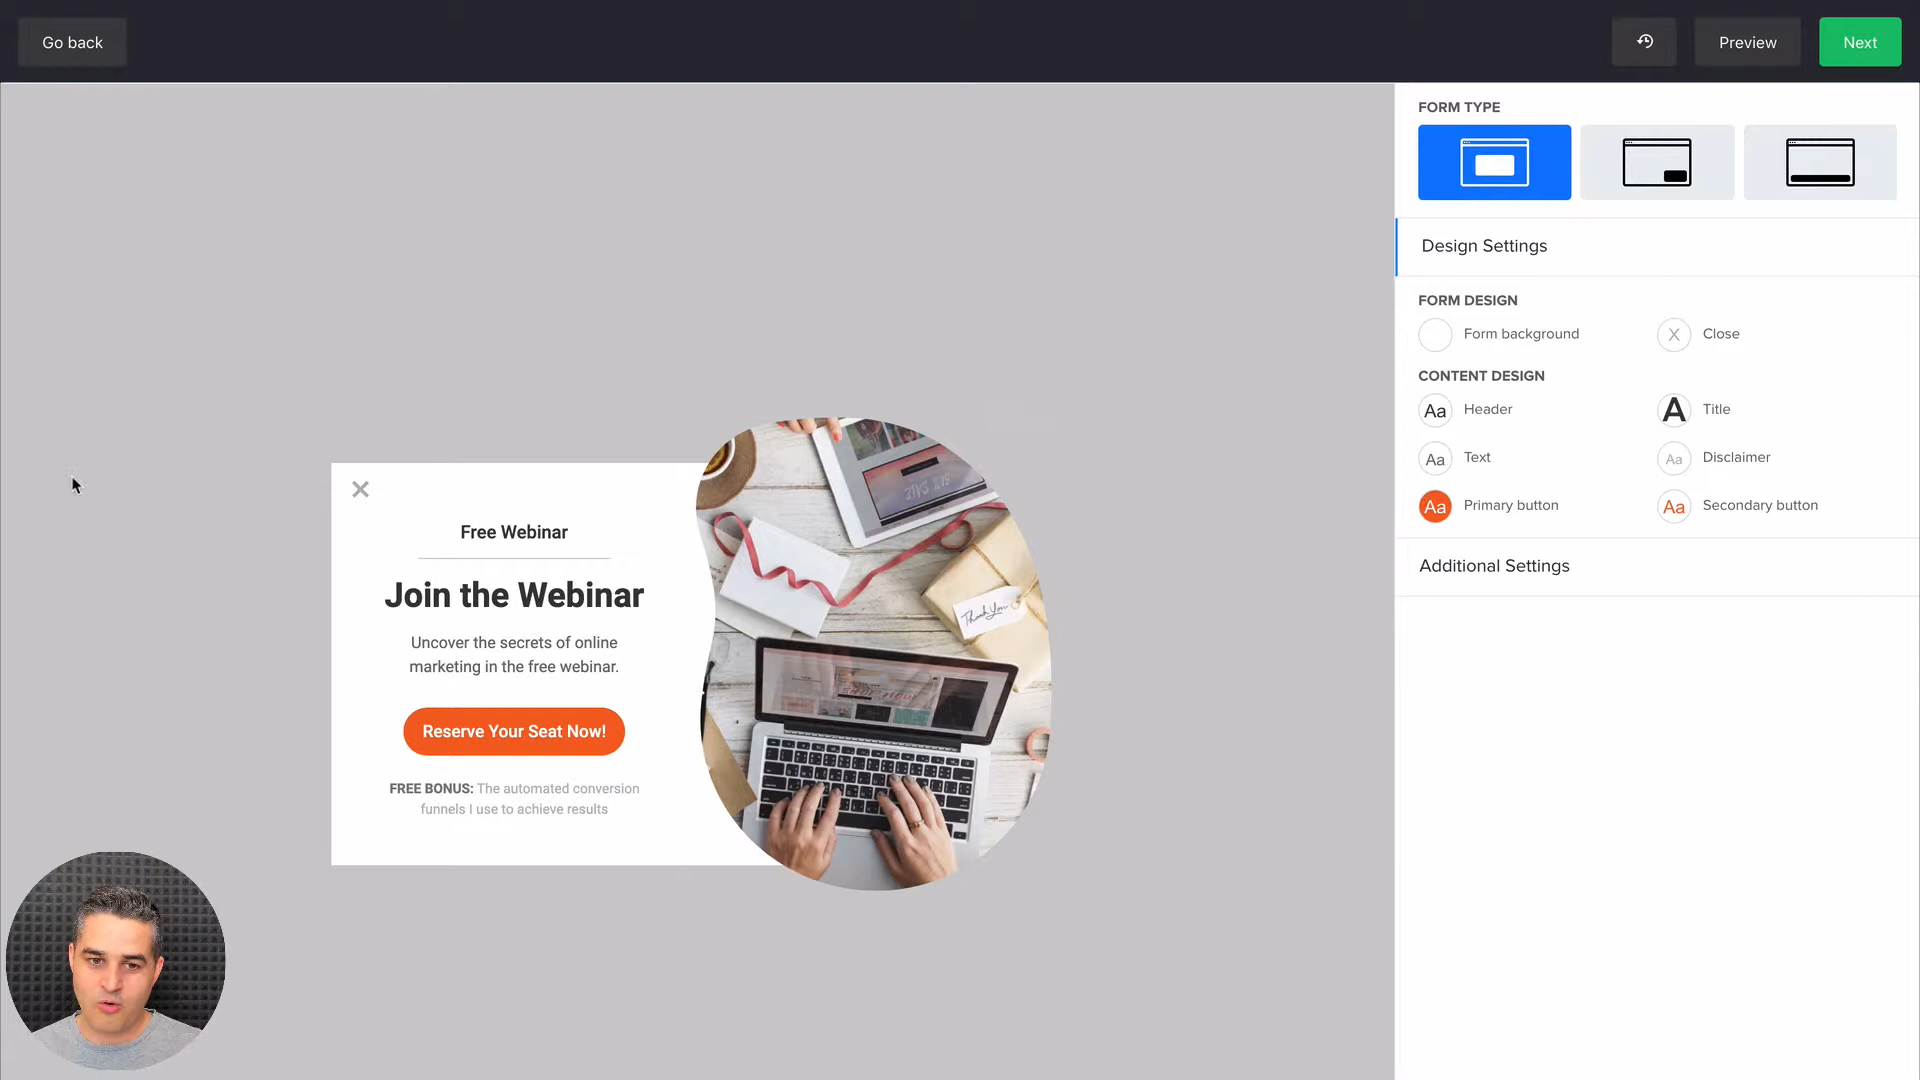 Go back
Preview
Next
FORM TYPE
Design Settings
FORM DESIGN
Form background
X
Close
CONTENT DESIGN
Aa
Header
A
Title
Aa
Text
Aa
Disclaimer
Aa
Primary button
Aa
Secondary button
Additional Settings
Free Webinar
Join the Webinar
Uncover the secrets of online
marketing in the free webinar.
Reserve Your Seat Now!
FREE BONUS: The automated conversion
funnels I use to achieve results
Thank You